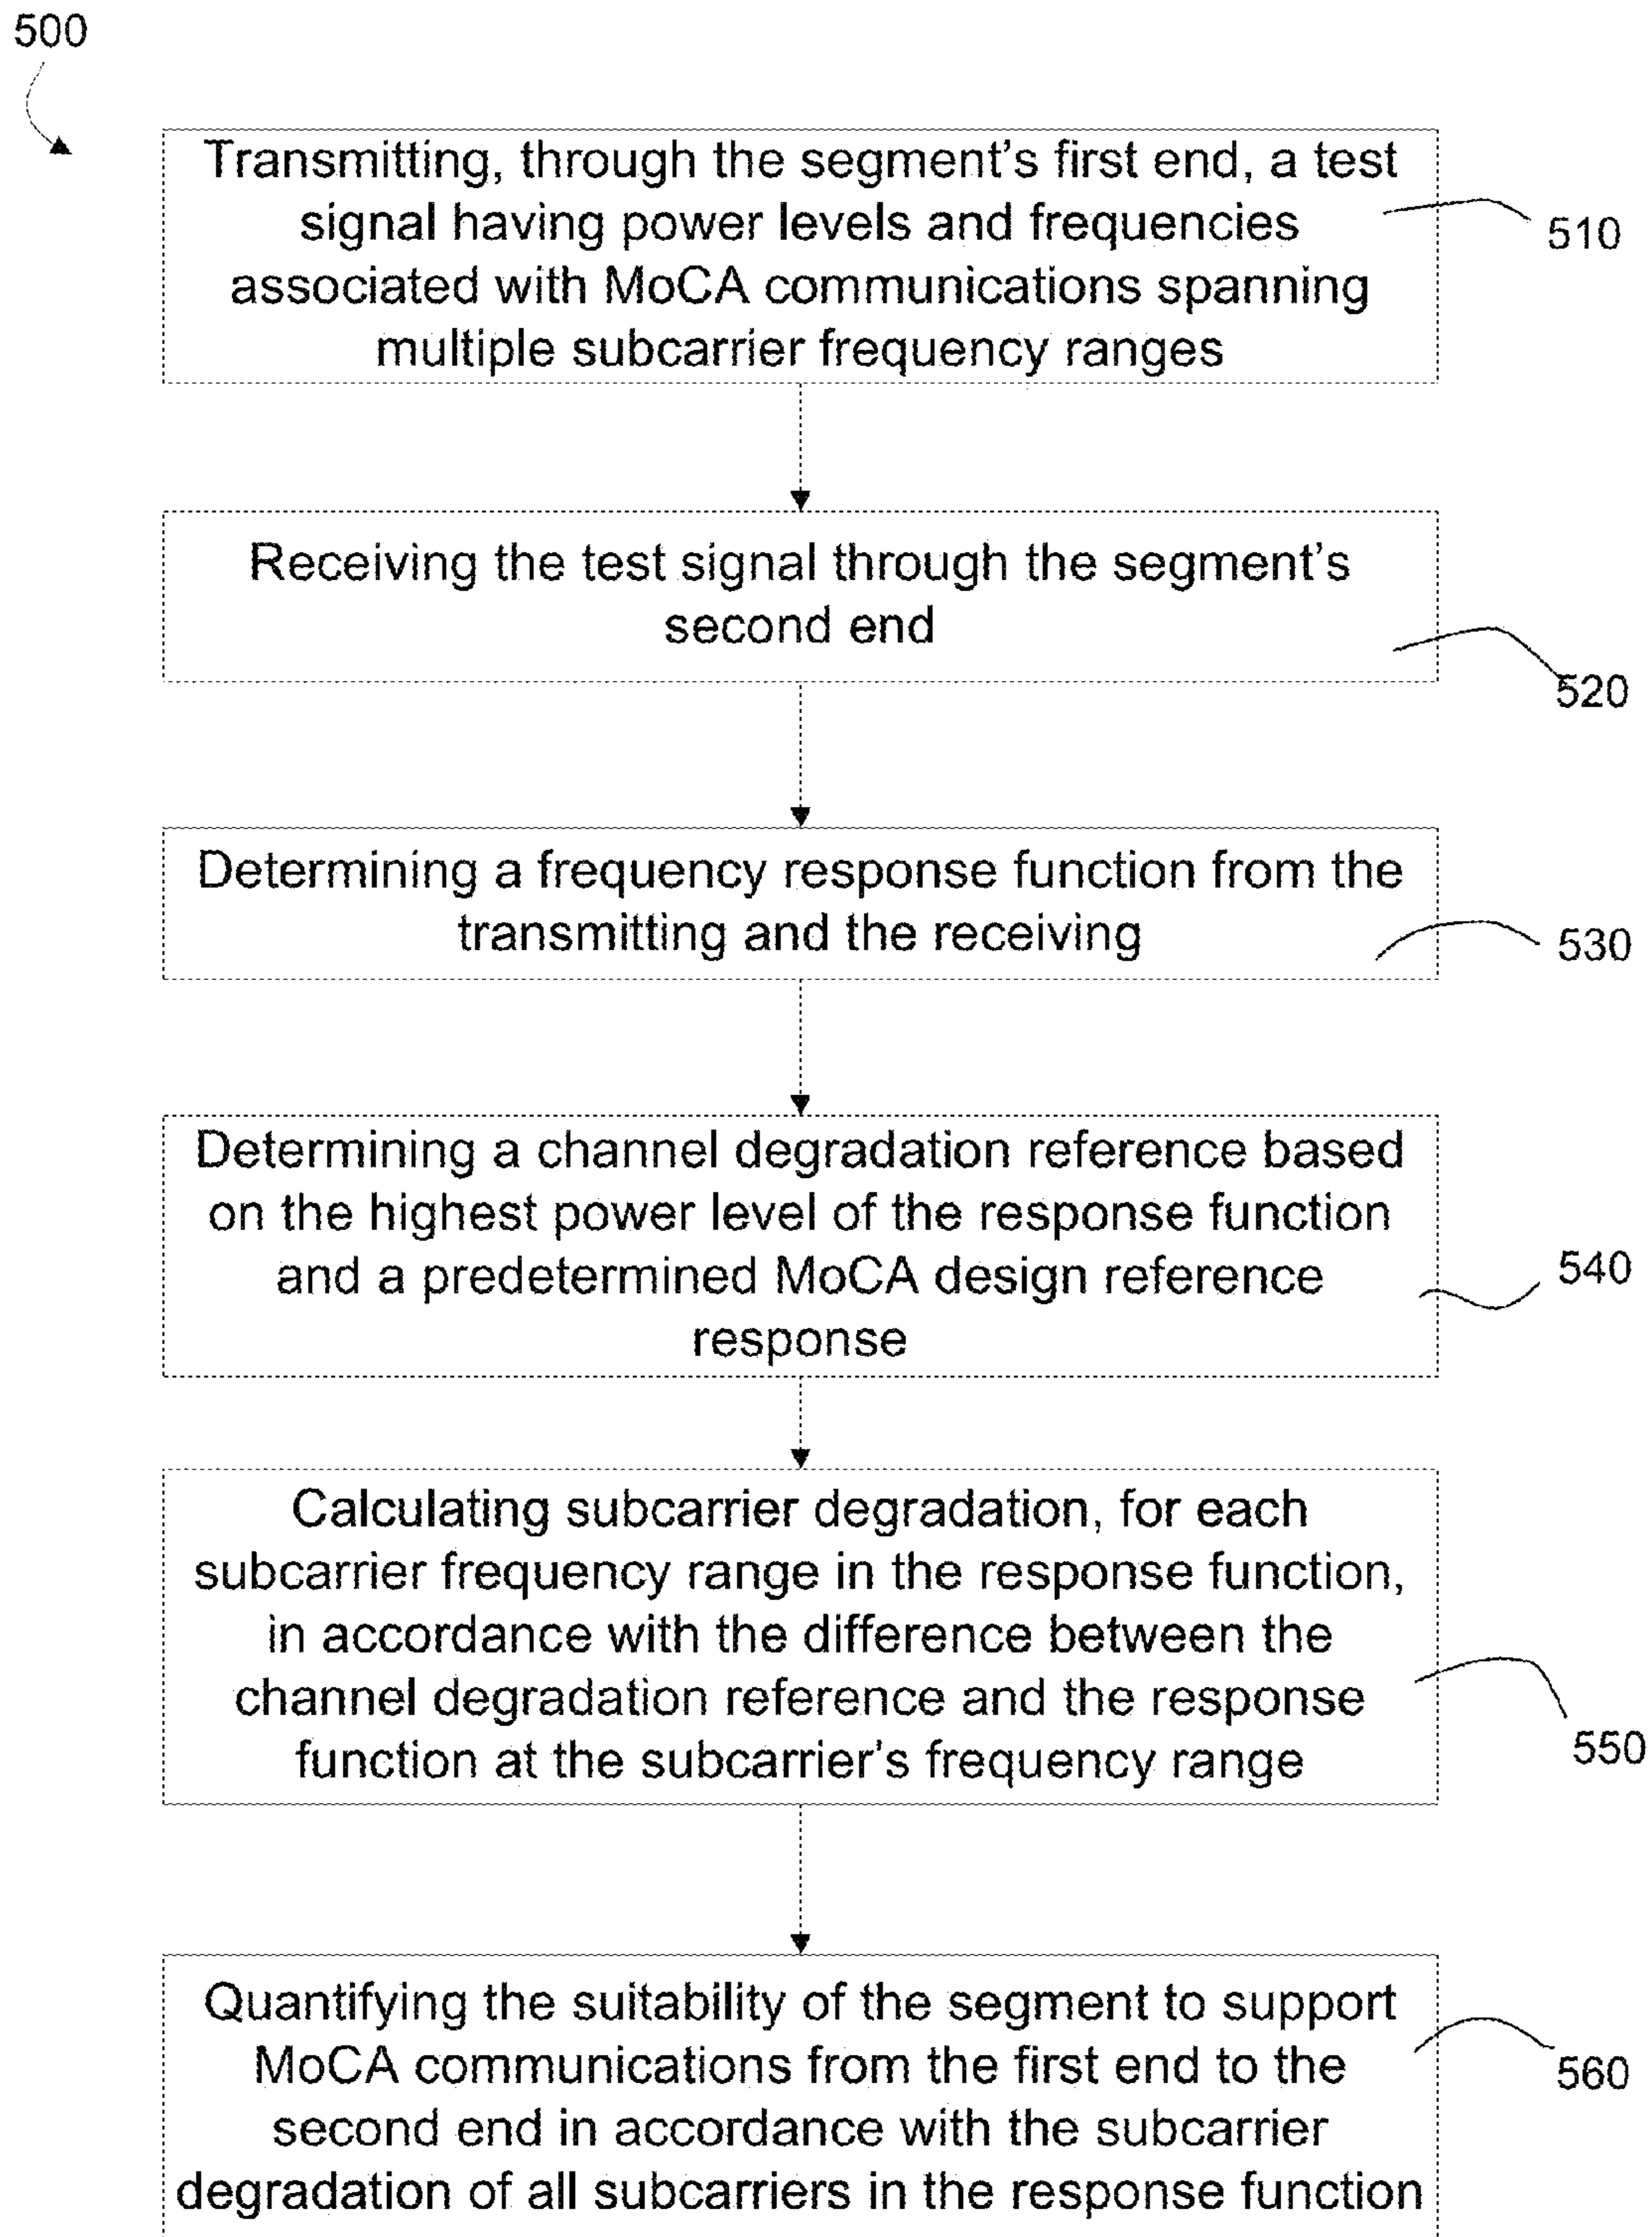 500
Transmitting, through the segment's first end, a test
signal having power levels and frequencies
associated with MoCA communications spanning
multiple subcarrier frequency ranges
510
Receiving the test signal through the segment's
second end
520
Determining a frequency response function from the
transmitting and the receiving
530
Determining a channel degradation reference based
on the highest power level of the response function
and a predetermined MoCA design reference
response
540
Calculating subcarrier degradation, for each
subcarrier frequency range in the response function,
in accordance with the difference between the
channel degradation reference and the response
function at the subcarrier's frequency range
550
Quantifying the suitability of the segment to support
MoCA communications from the first end to the
second end in accordance with the subcarrier
degradation of all subcarriers in the response function
560